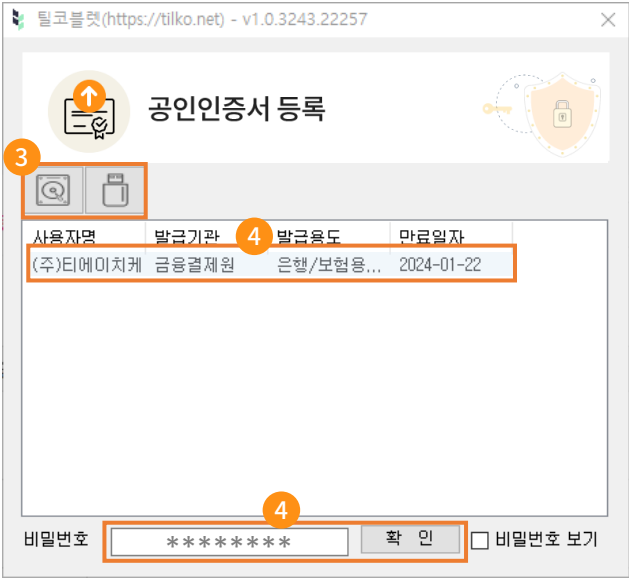 틸코블렛(https://tilko.net) - v1.0.3243.22257
공인인증서 등록
3
사용자명 발급기관 4 발급용도 만료일자
(주)티에이치케 금융결제원 은행/보험용... 2024-01-22
4
비밀번호 ******** 확 인 비밀번호 보기